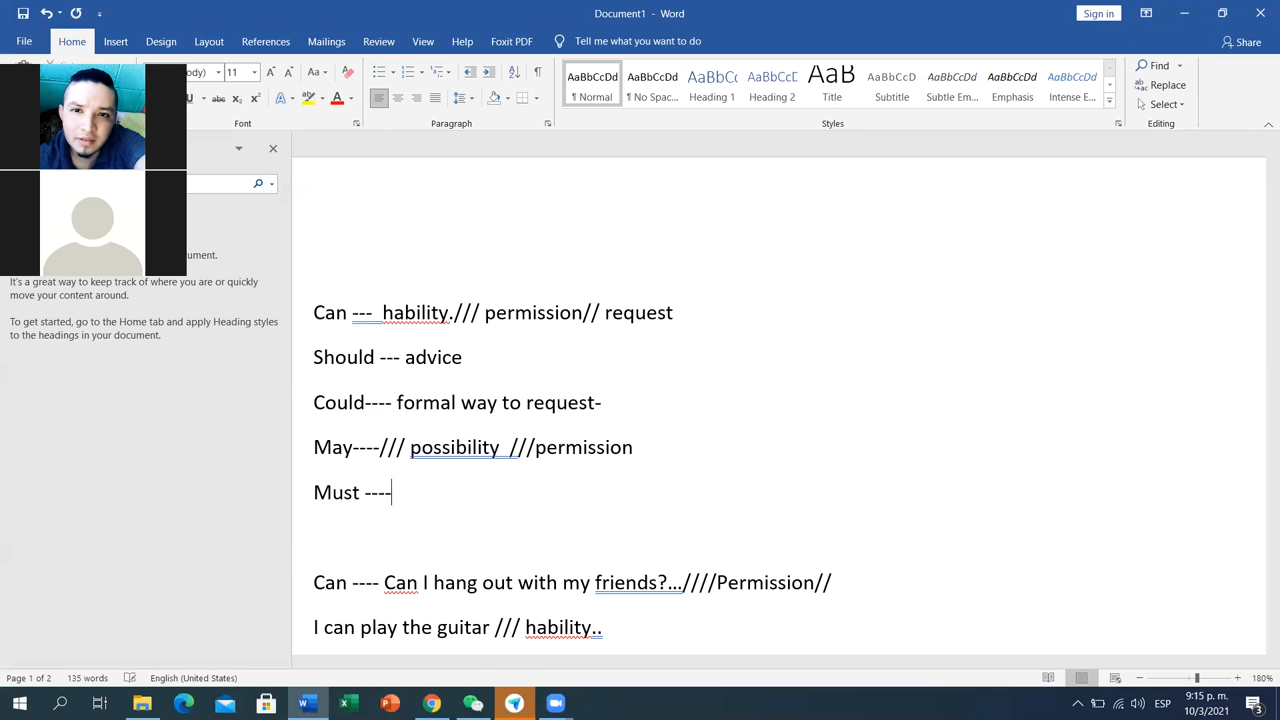 Document1 - Word
Sign in
File Home Insert Design Layout References Mailings Review View Help Foxit PDF Tell me what you want to do Share
ody) 11 A A Aa
AaBbCcDd AaBbCcDd AaBbC( AaBbCcC AaB AaBbCcD AaBbCcDd AaBbCcDd AaBbCcDd
¶ Normal ¶ No Spac... Heading 1 Heading 2 Title Subtitle Subtle Em... Emphasis Intense E...
Find
Replace
Select
Font Paragraph Styles Editing
ument.
It's a great way to keep track of where you are or quickly
move your content around.
To get started, go to the Home tab and apply Heading styles
to the headings in your document.
Can --- hability./// permission// request
Should --- advice
Could---- formal way to request-
May----/// possibility ///permission
Must ----
Can ---- Can I hang out with my friends?...////Permission//
I can play the guitar /// hability..
Page 1 of 2 135 words English (United States) 180%
ESP 9:15 p. m.
10/3/2021 3